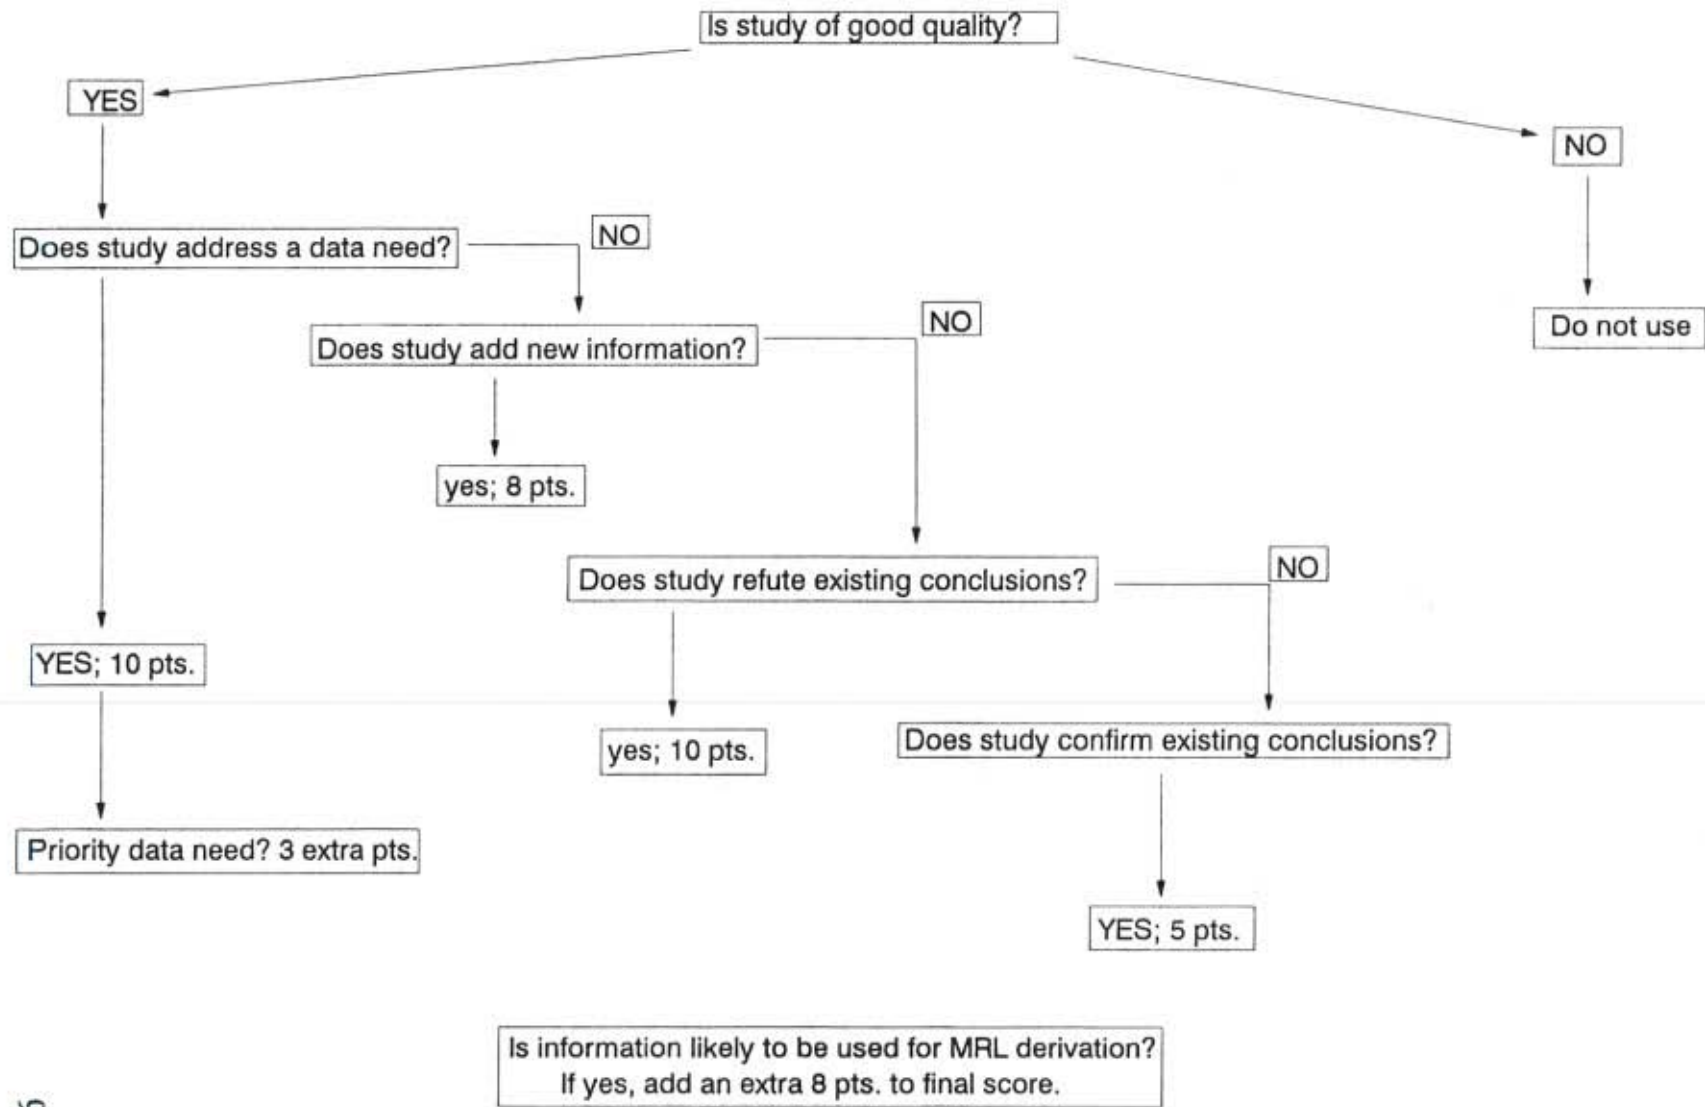 Is study of good quality?
YES
NO
Does study address a data need?
NO
Does study add new information?
NO
Do not use
yes; 8 pts.
Does study refute existing conclusions?
NO
YES; 10 pts.
yes; 10 pts.
Does study confirm existing conclusions?
Priority data need? 3 extra pts.
YES; 5 pts.
Is information likely to be used for MRL derivation?
If yes, add an extra 8 pts. to final score.